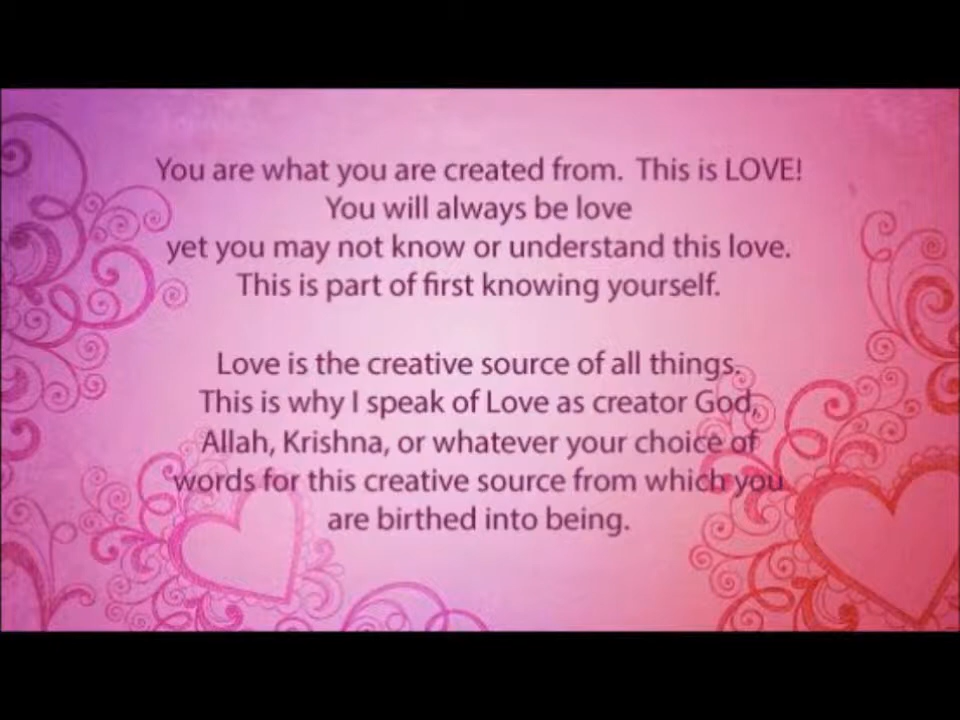 You are what you are created from.  This is LOVE!
You will always be love
yet you may not know or understand this love.
This is part of first knowing yourself.
Love is the creative source of all things.
This is why I speak of Love as creator God,
Allah, Krishna, or whatever your choice of
words for this creative source from which you
are birthed into being.